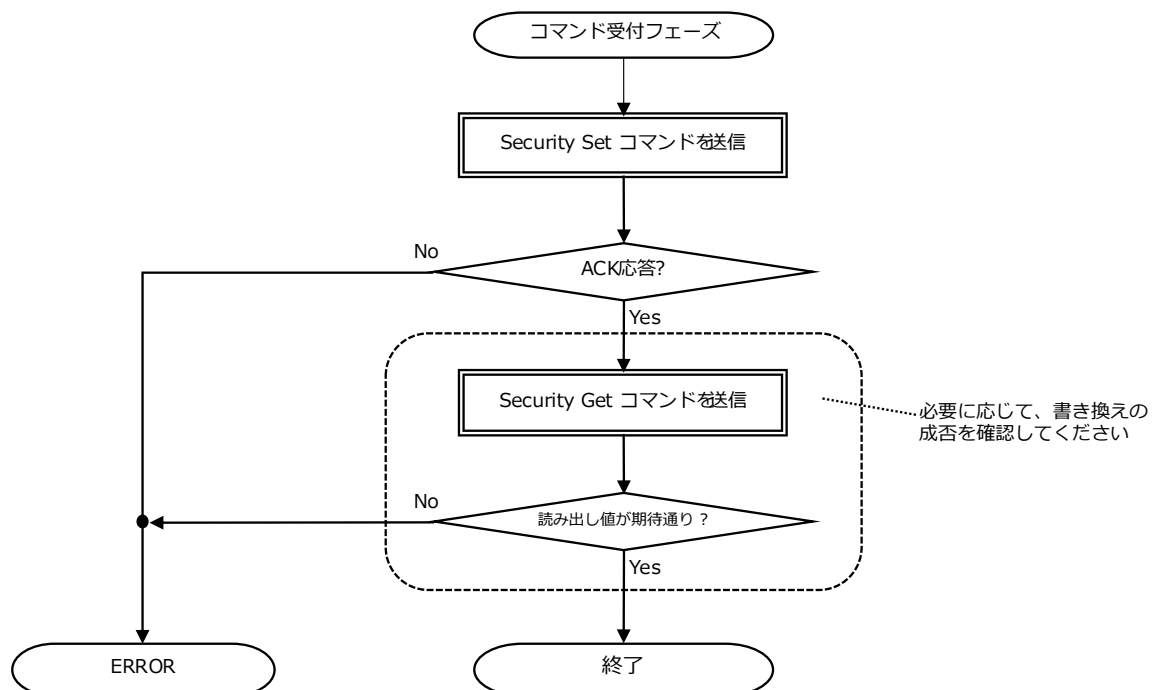 コマンド受付フェーズ
Security Set コマンドを送信
No
ACK応答?
Yes
Security Get コマンドを送信
必要に応じて、書き換えの
成否を確認してください
No
読み出し値が期待通り ?
Yes
ERROR
終了